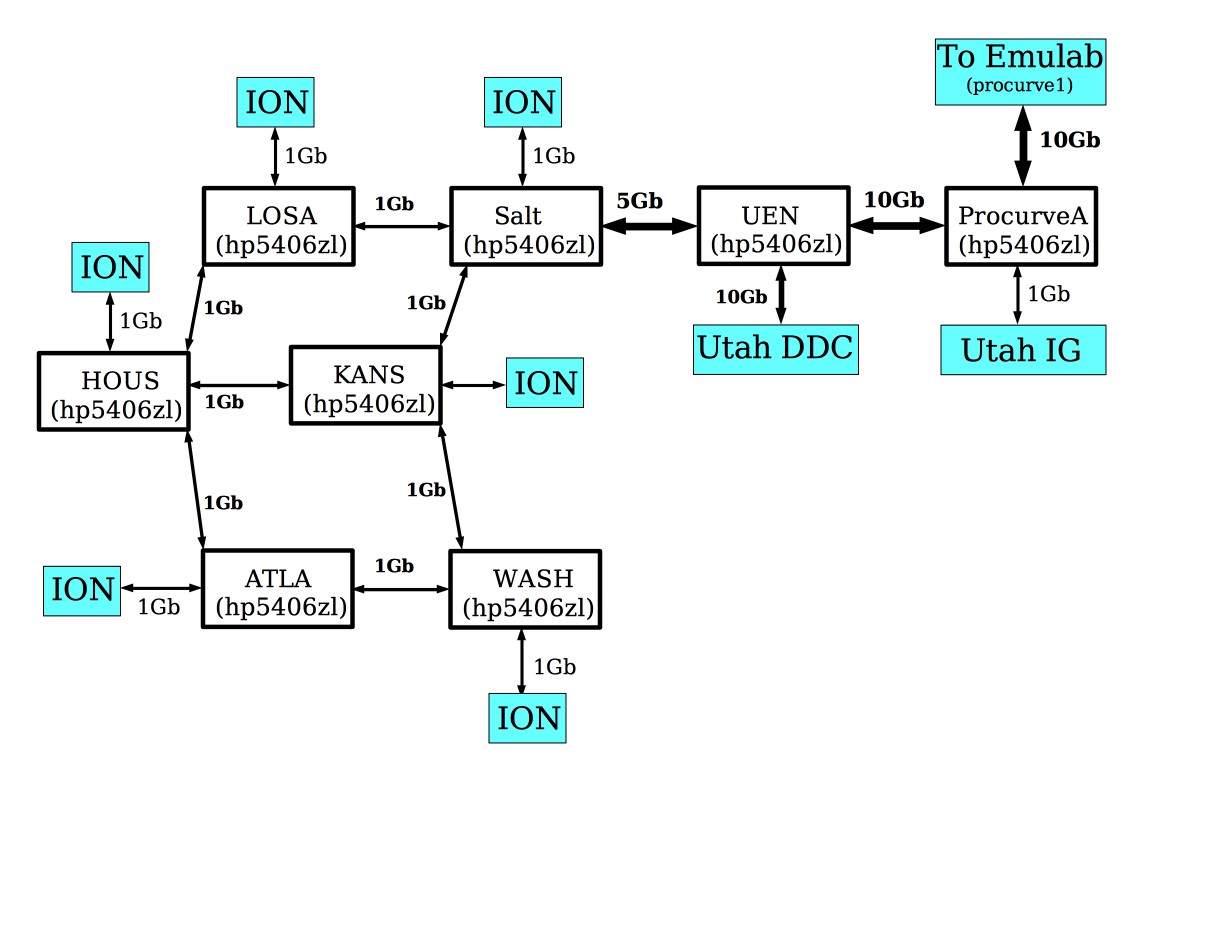 To Emulab
(procurve1)
ION
ION
10Gb
1Gb
1Gb
LOSA
(hp5406zl)
1Gb
Salt
(hp5406zl)
5Gb
UEN
(hp5406zl)
10Gb
ProcurveA
(hp5406zl)
ION
1Gb
1Gb
1Gb
10Gb
1Gb
Utah DDC
Utah IG
HOUS
(hp5406zl)
1Gb
KANS
(hp5406zl)
ION
1Gb
1Gb
ION
1Gb
ATLA
(hp5406zl)
1Gb
WASH
(hp5406zl)
1Gb
ION